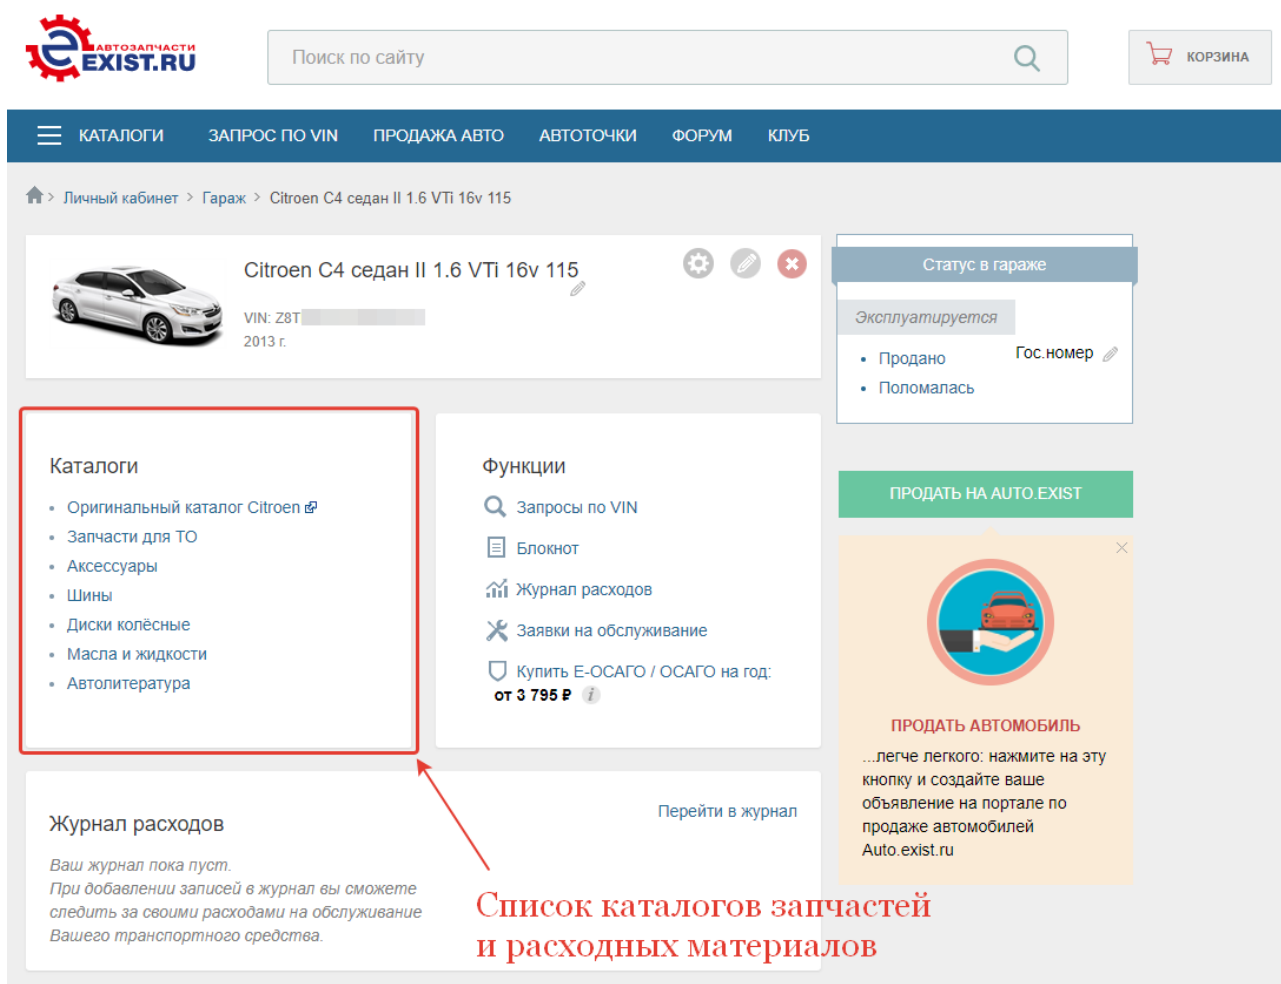 АВТОЗАПЧАСТИ
EXIST.RU
Поиск по сайту
КОРЗИНА
КАТАЛОГИ ЗАПРОС ПО VIN ПРОДАЖА АВТО АВТОТОЧКИ ФОРУМ КЛУБ
> Личный кабинет > Гараж > Citroen C4 седан II 1.6 VTi 16v 115
Citroen C4 седан II 1.6 VTi 16v 115
VIN: Z8T
2013 г.
Статус в гараже
Эксплуатируется
• Продано
Гос.номер
• Поломалась
Каталоги
• Оригинальный каталог Citroen
• Запчасти для ТО
• Аксессуары
• Шины
• Диски колёсные
• Масла и жидкости
• Автолитература
Функции
Запросы по VIN
Блокнот
Журнал расходов
Заявки на обслуживание
Купить Е-ОСАГО / ОСАГО на год:
от 3 795 ₽ i
ПРОДАТЬ НА AUTO.EXIST
ПРОДАТЬ АВТОМОБИЛЬ
...легче легкого: нажмите на эту
кнопку и создайте ваше
объявление на портале по
продаже автомобилей
Auto.exist.ru
Журнал расходов
Перейти в журнал
Ваш журнал пока пуст.
При добавлении записей в журнал вы сможете
следить за своими расходами на обслуживание
Вашего транспортного средства.
Список каталогов запчастей
и расходных материалов